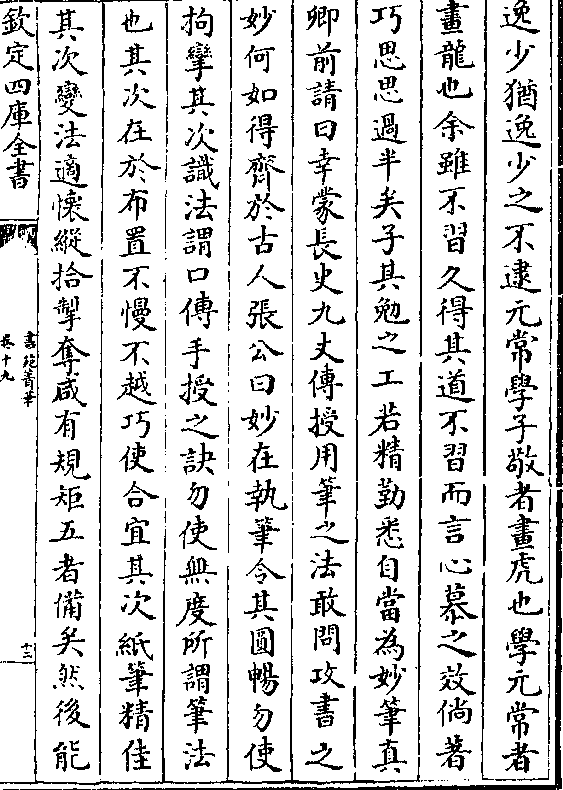 逸少猶逸少之不逮元常學子敬者畫虎也學元常者
畫龍也余雖不習久得其道不習而言心慕之效倘著
巧思思過半矣子其勉之工若精勤悉自當為妙筆真
卿前請曰幸蒙長史九丈傳授用筆之法敢問攻書之
妙何如得齊於古人張公曰妙在執筆令其圓暢勿使
拘攣其次識法謂口傳手授之訣勿使無度所謂筆法
也其次在於布置不慢不越巧使合宜其次紙筆精佳
其次變法適懷縱捨掣奪咸有規矩五者備矣然後能
欽定四庫全書
書苑菁華
卷十九
十三